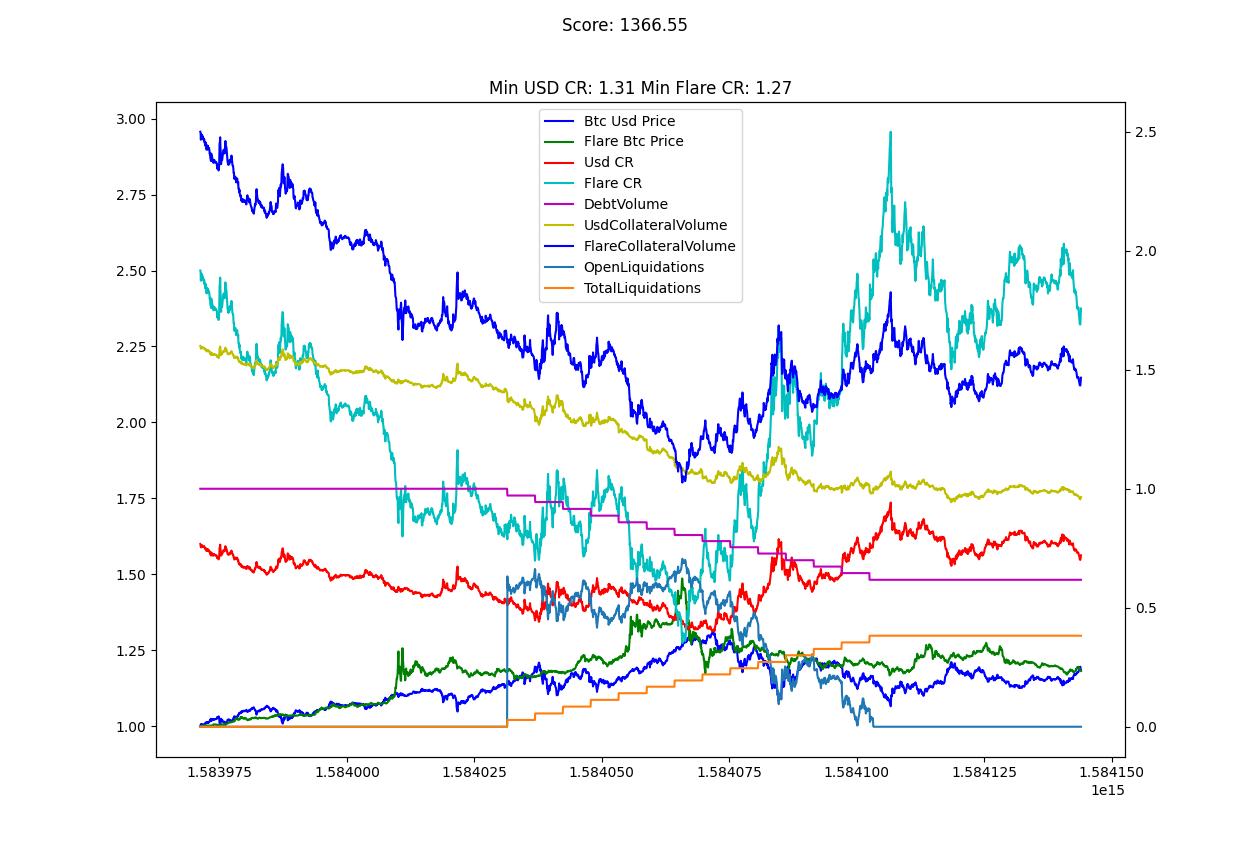 Score: 1366.55
Min USD CR: 1.31 Min Flare CR: 1.27
Btc Usd Price
Flare Btc Price
Usd CR
Flare CR
DebtVolume
UsdCollateralVolume
FlareCollateralVolume
OpenLiquidations
TotalLiquidations
3.00
2.75
2.50
2.25
2.00
1.75
1.50
1.25
1.00
2.5
2.0
1.5
1.0
0.5
0.0
1.583975
1.584000
1.584025
1.584050
1.584075
1.584100
1.584125
1.584150
1e15